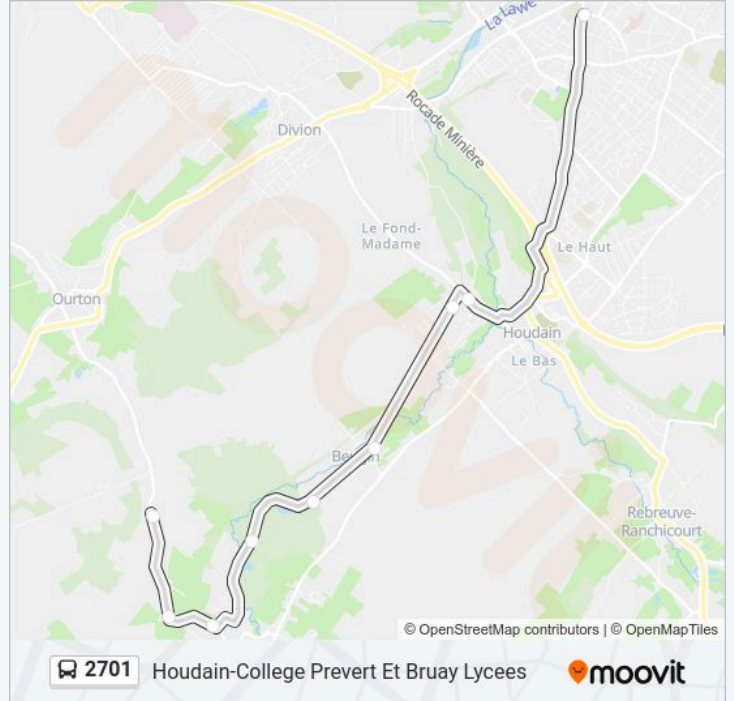 La Lawe
Rocade Minière
Divion
Le Fond-
Madame
Le Haut
Ourton
Houdain
Le Bas
Rebreuve-
Ranchicourt
© OpenStreetMap contributors | © OpenMapTiles
2701 Houdain-College Prevert Et Bruay Lycees moovit